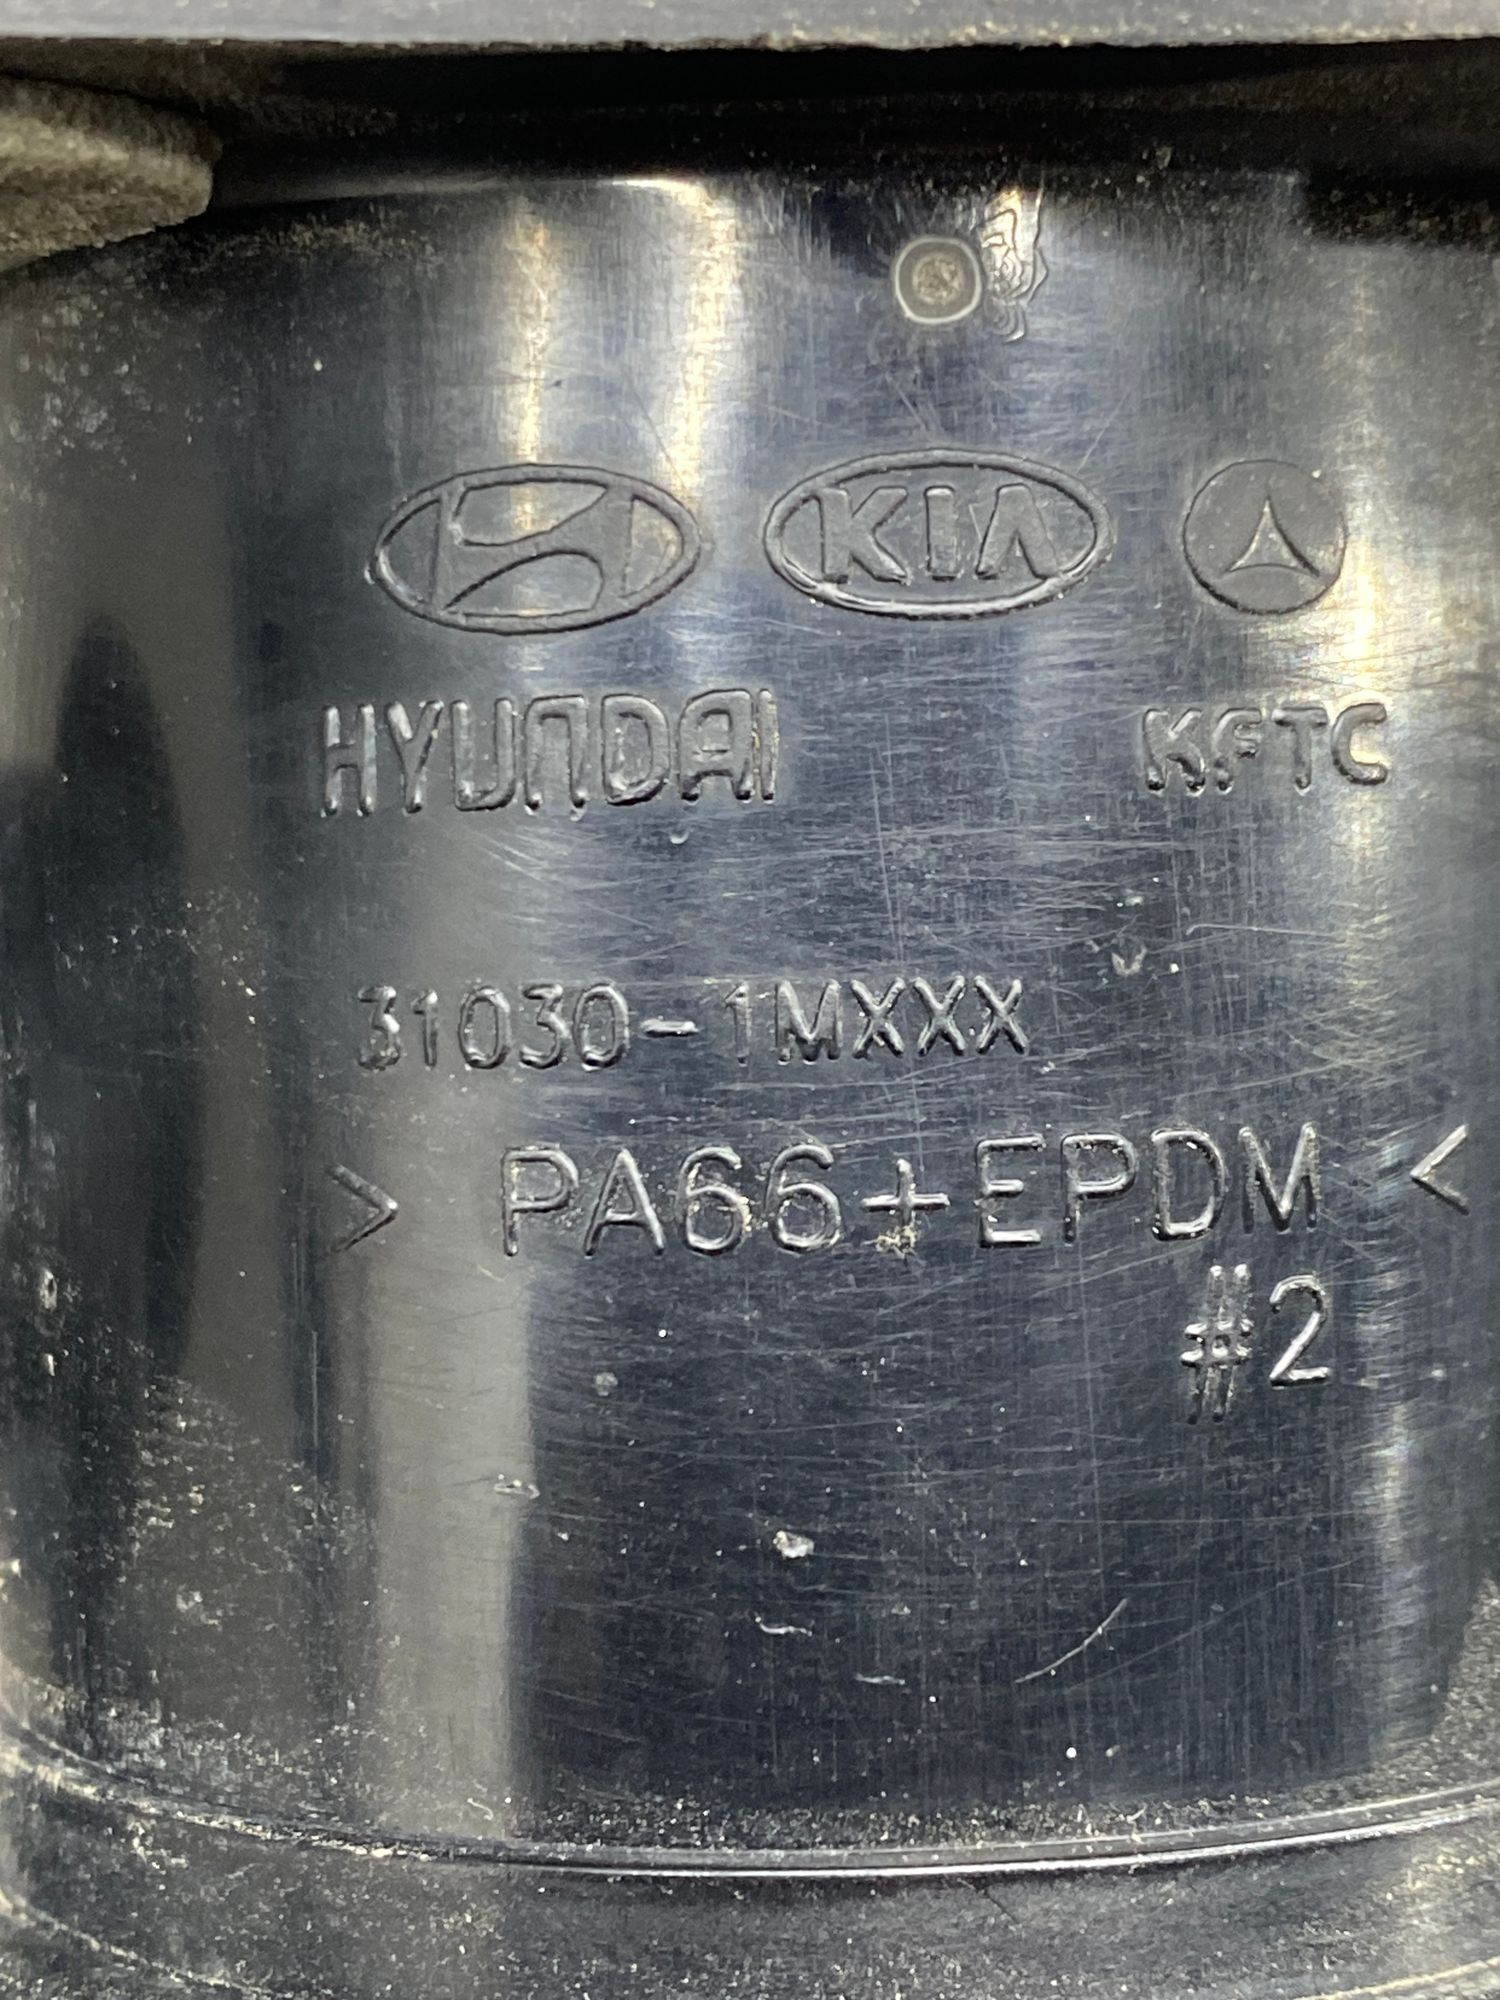 KIA
HYUNDAI KFTC
31030-1MXXX
> PA66+EPDM <
#2